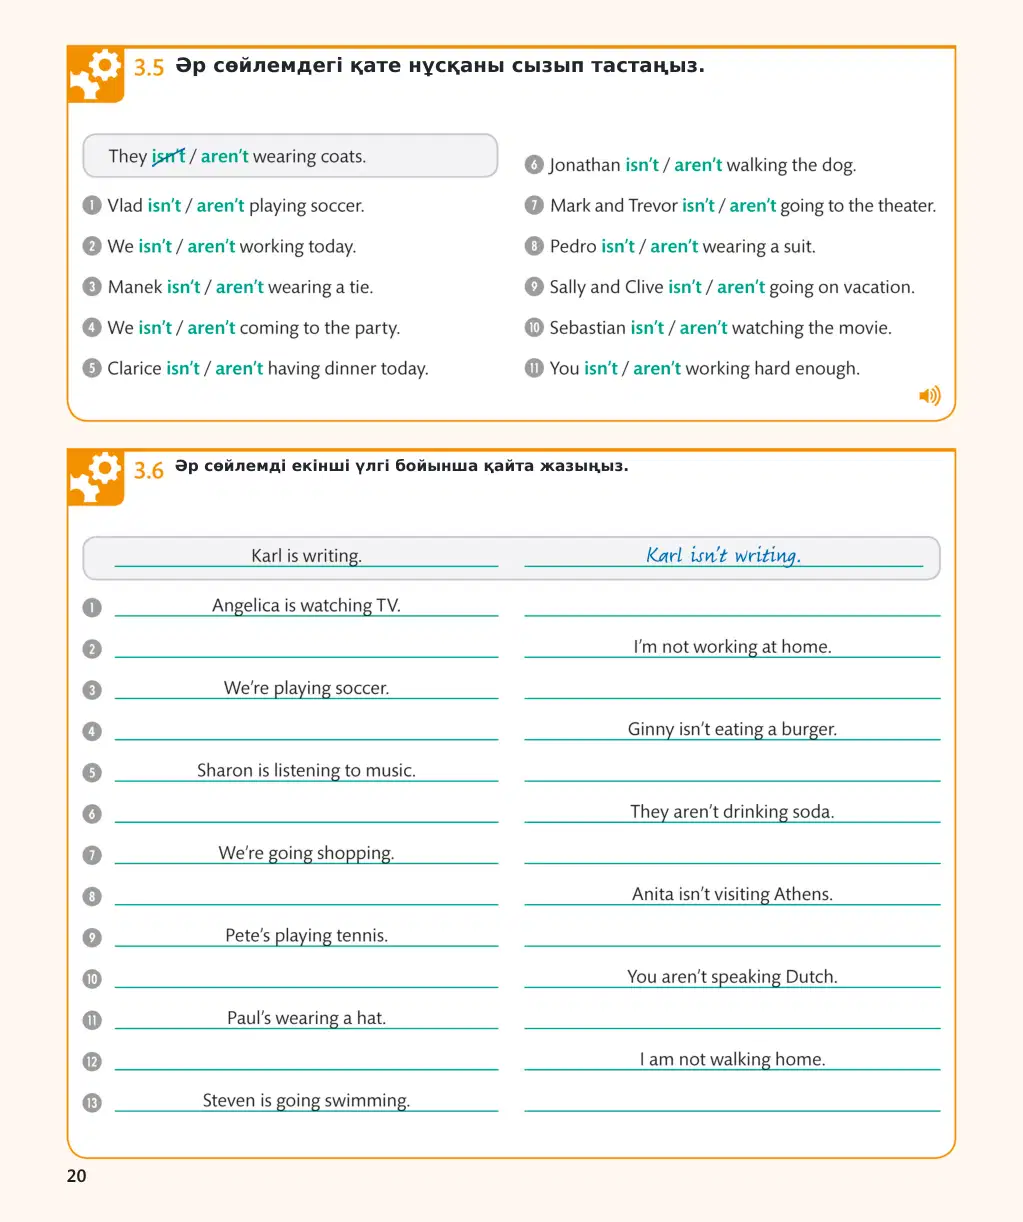 3.5 Әр сөйлемдегі қате нұсқаны сызып тастаңыз.
They isn’t / aren’t wearing coats.
1 Vlad isn’t / aren’t playing soccer.
2 We isn’t / aren’t working today.
3 Manek isn’t / aren’t wearing a tie.
4 We isn’t / aren’t coming to the party.
5 Clarice isn’t / aren’t having dinner today.
6 Jonathan isn’t / aren’t walking the dog.
7 Mark and Trevor isn’t / aren’t going to the theater.
8 Pedro isn’t / aren’t wearing a suit.
9 Sally and Clive isn’t / aren’t going on vacation.
10 Sebastian isn’t / aren’t watching the movie.
11 You isn’t / aren’t working hard enough.
3.6 Әр сөйлемді екінші үлгі бойынша қайта жазыңыз.
Karl is writing. Karl isn’t writing.
1 Angelica is watching TV.
2 I’m not working at home.
3 We’re playing soccer.
4 Ginny isn’t eating a burger.
5 Sharon is listening to music.
6 They aren’t drinking soda.
7 We’re going shopping.
8 Anita isn’t visiting Athens.
9 Pete’s playing tennis.
10 You aren’t speaking Dutch.
11 Paul’s wearing a hat.
12 I am not walking home.
13 Steven is going swimming.
20